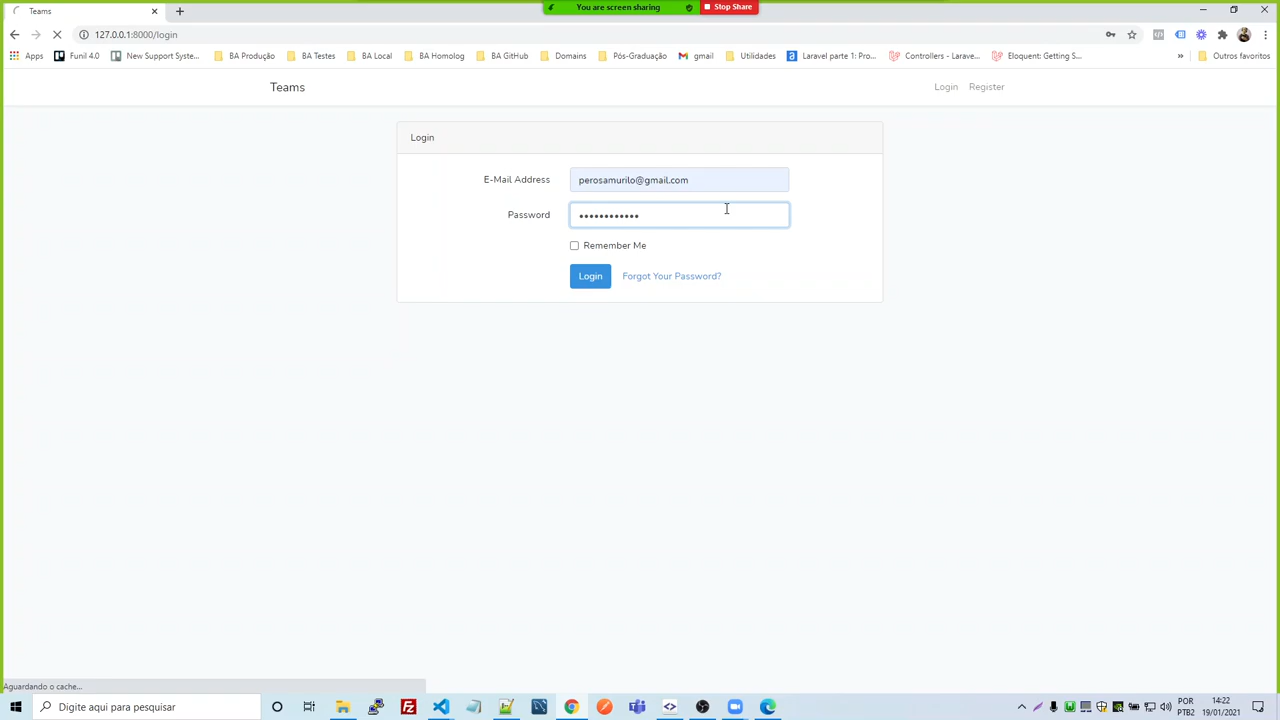 You are screen sharing Stop Share
Teams
127.0.0.1:8000/login
Apps Funil 4.0 New Support Syste... BA Produção BA Testes BA Local BA Homolog BA GitHub Domains Pós-Graduação gmail Utilidades Laravel parte 1: Pro... Controllers - Larave... Eloquent: Getting S... » Outros favoritos
Teams Login Register
Login
E-Mail Address perosamurilo@gmail.com
Password ••••••••••••
Remember Me
Login Forgot Your Password?
Aguardando o cache...
Digite aqui para pesquisar
POR
PTB2
14:22
19/01/2021